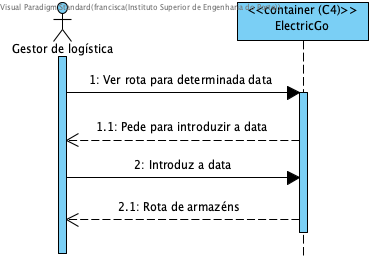 Visual Paradigm Standard(francisca(Instituto Superior de Engenharia do
<<container (C4)>>
ElectricGo
Gestor de logística
1: Ver rota para determinada data
1.1: Pede para introduzir a data
2: Introduz a data
2.1: Rota de armazéns